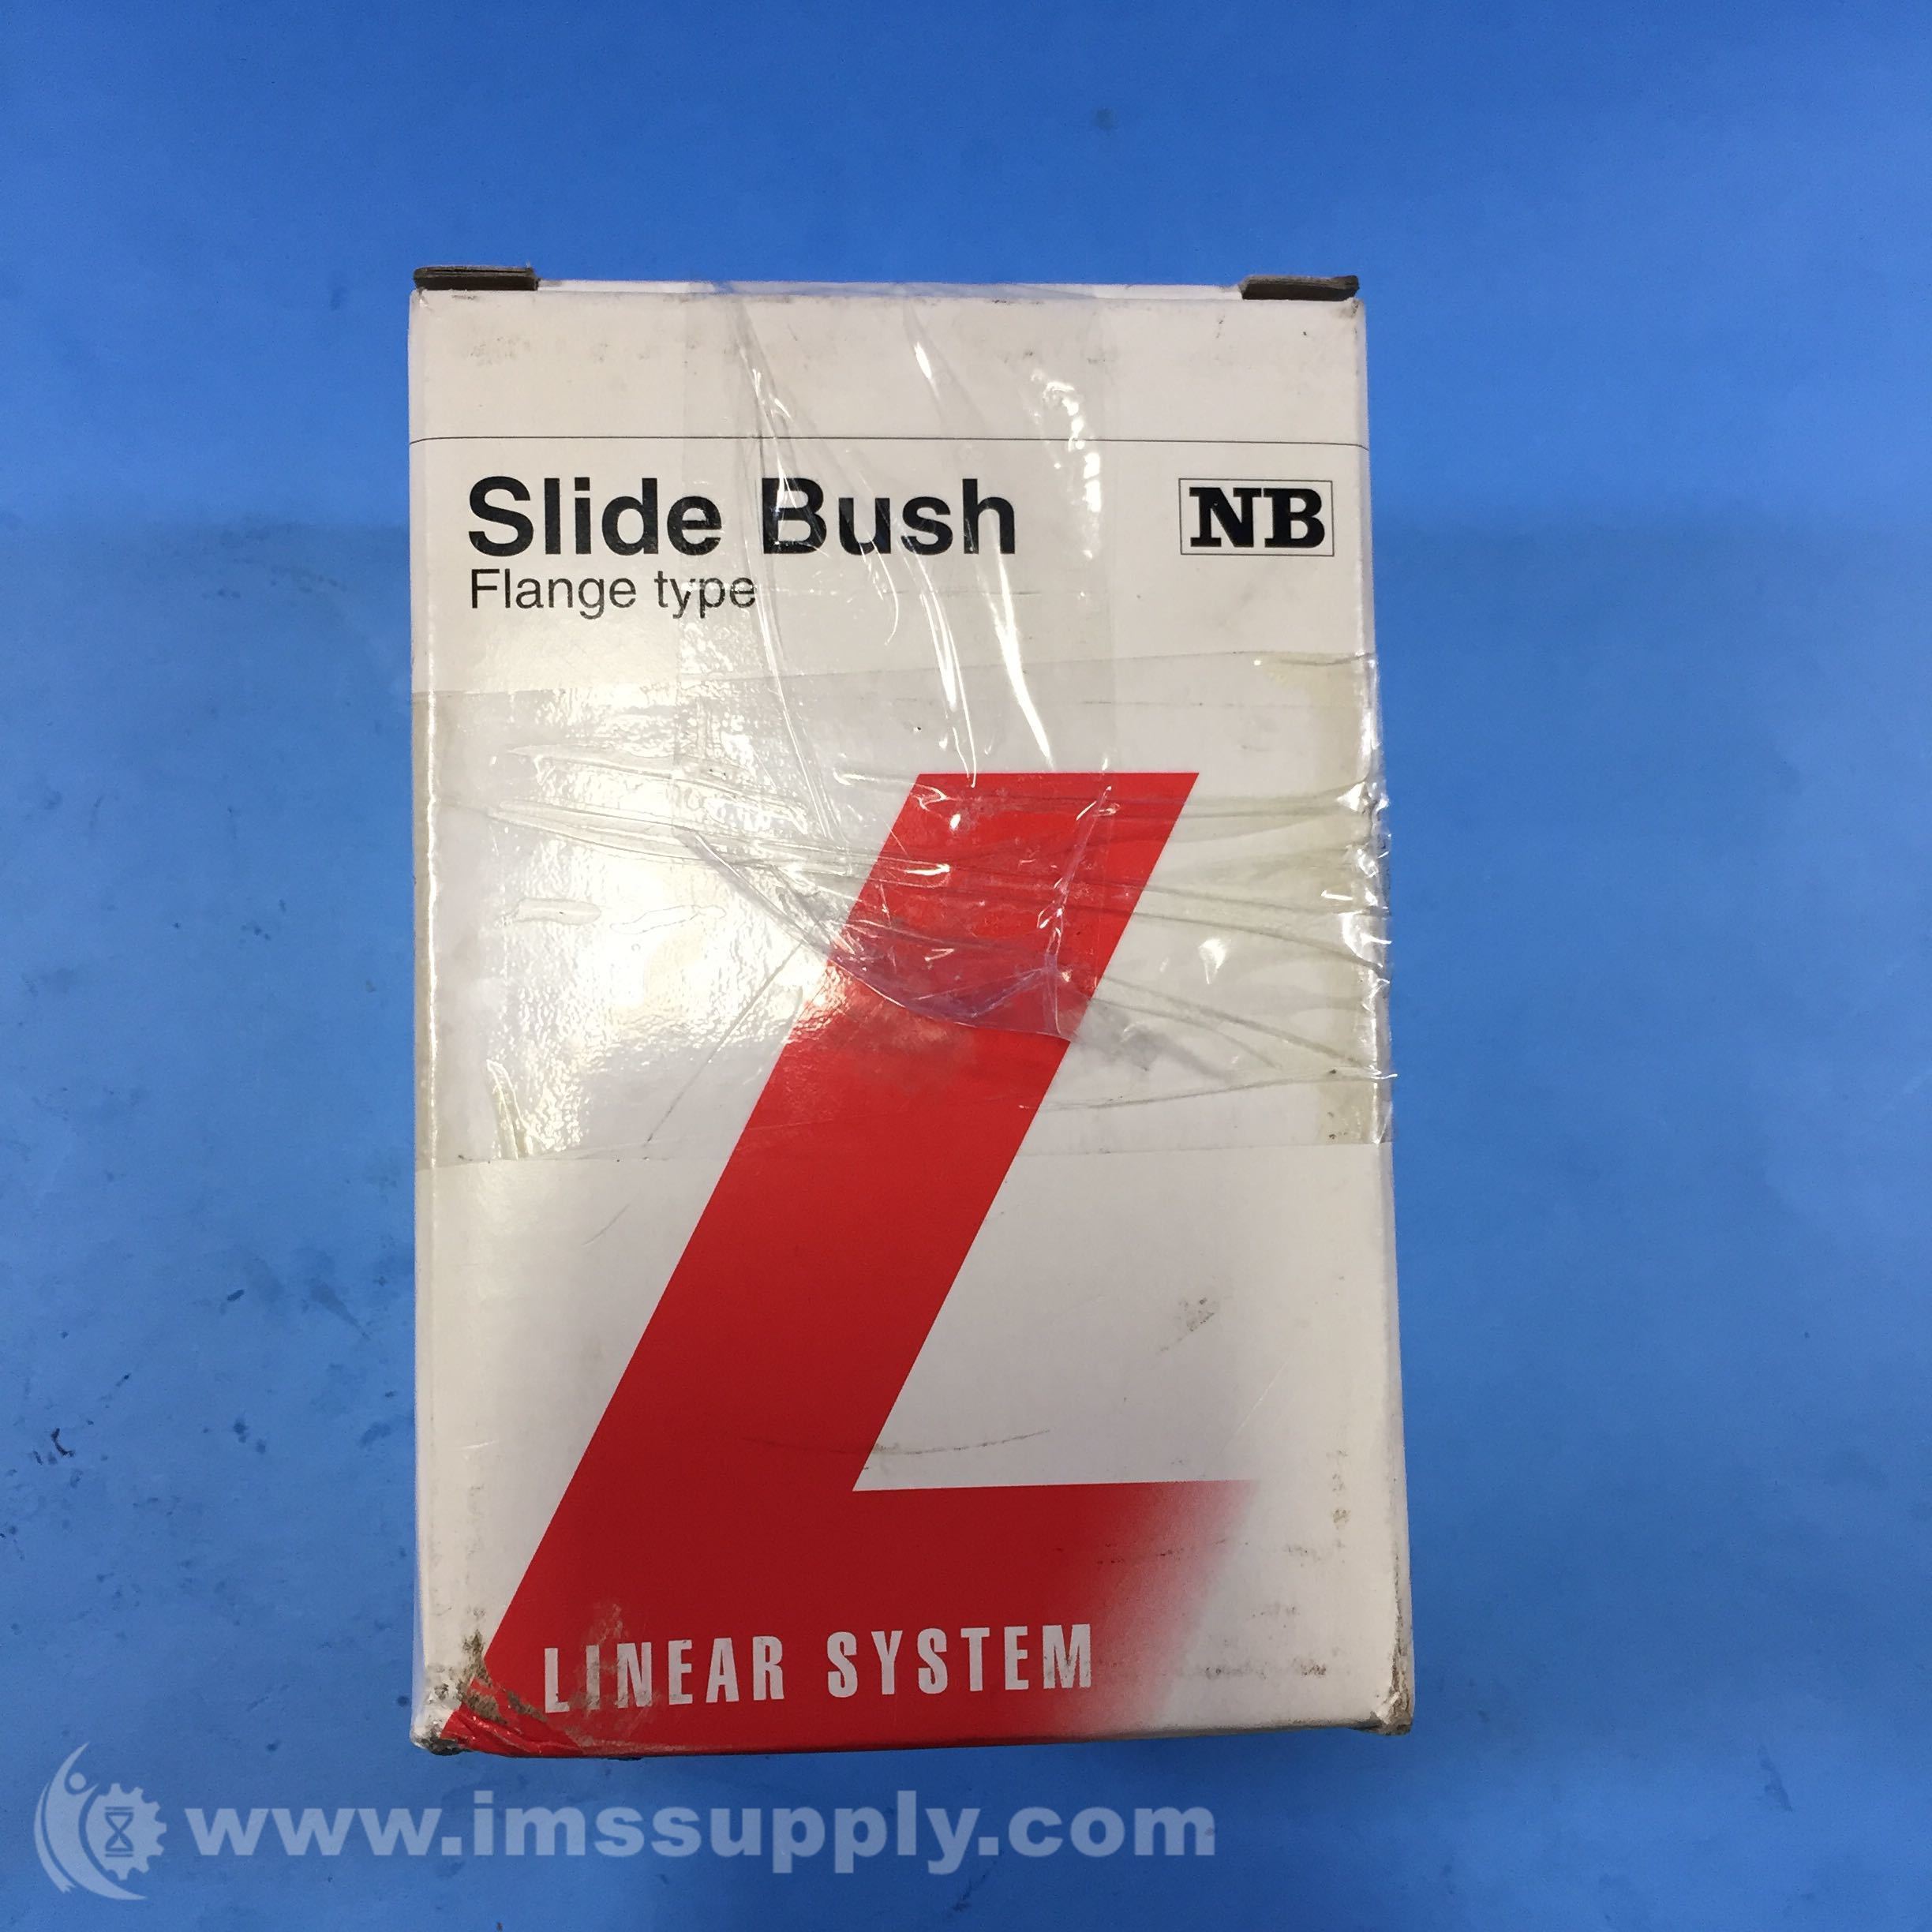 Slide Bush
NB
Flange type
LINEAR SYSTEM
www.imssupply.com